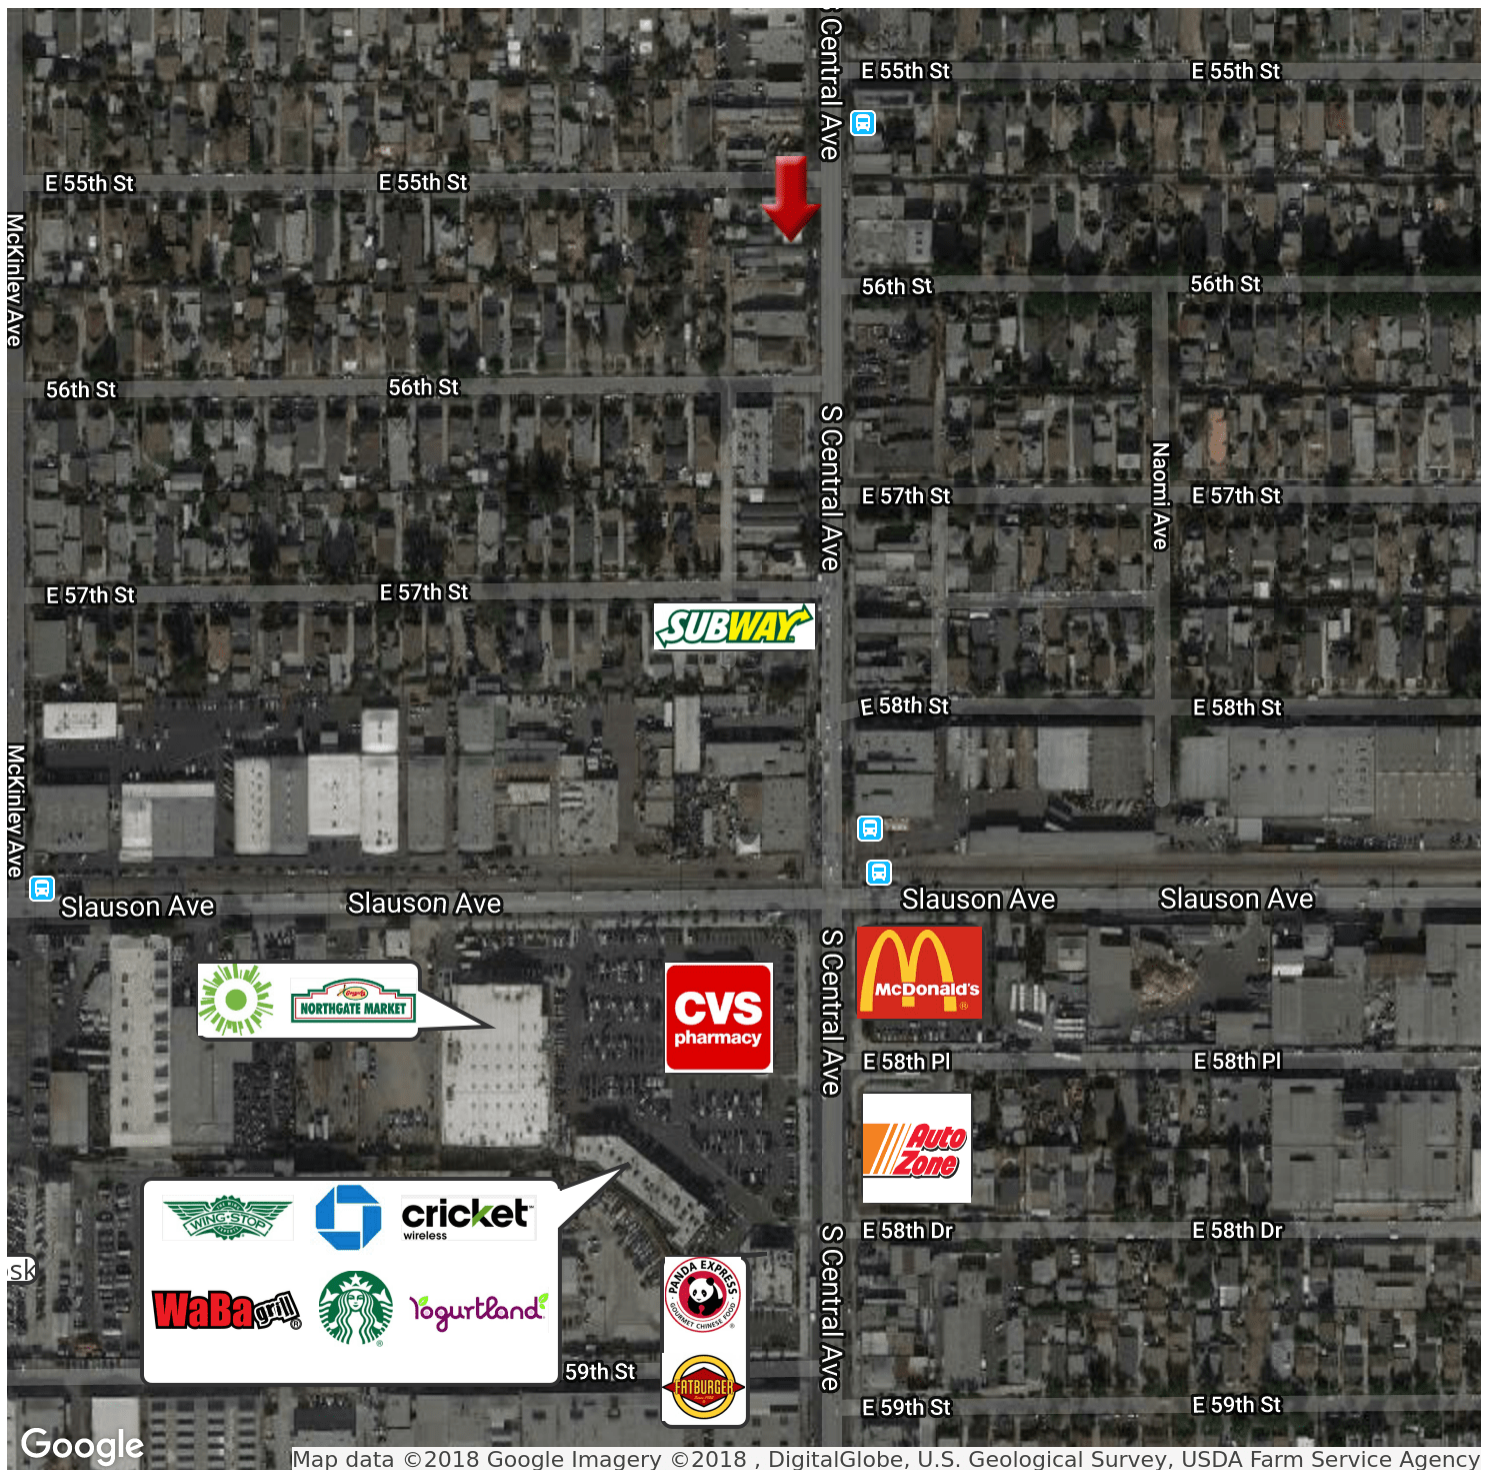 S Central Ave
E 55th St
E 55th St
E 55th St
E 55th St
McKinley Ave
56th St
56th St
56th St
56th St
S Central Ave
Naomi Ave
E 57th St
E 57th St
E 57th St
E 57th St
SUBWAY
E 58th St
E 58th St
McKinley Ave
Slauson Ave
Slauson Ave
Slauson Ave
Slauson Ave
S Central Ave
NORTHGATE MARKET
CVS
pharmacy
McDonald's
®
E 58th Pl
E 58th Pl
Auto
Zone
WING·STOP
cricket
wireless
E 58th Dr
E 58th Dr
S Central Ave
sk
WaBa grill ®
®
Yogurtland
PANDA EXPRESS
GOURMET CHINESE FOOD
®
59th St
FATBURGER
E 59th St
E 59th St
Google
Map data ©2018 Google Imagery ©2018 , DigitalGlobe, U.S. Geological Survey, USDA Farm Service Agency